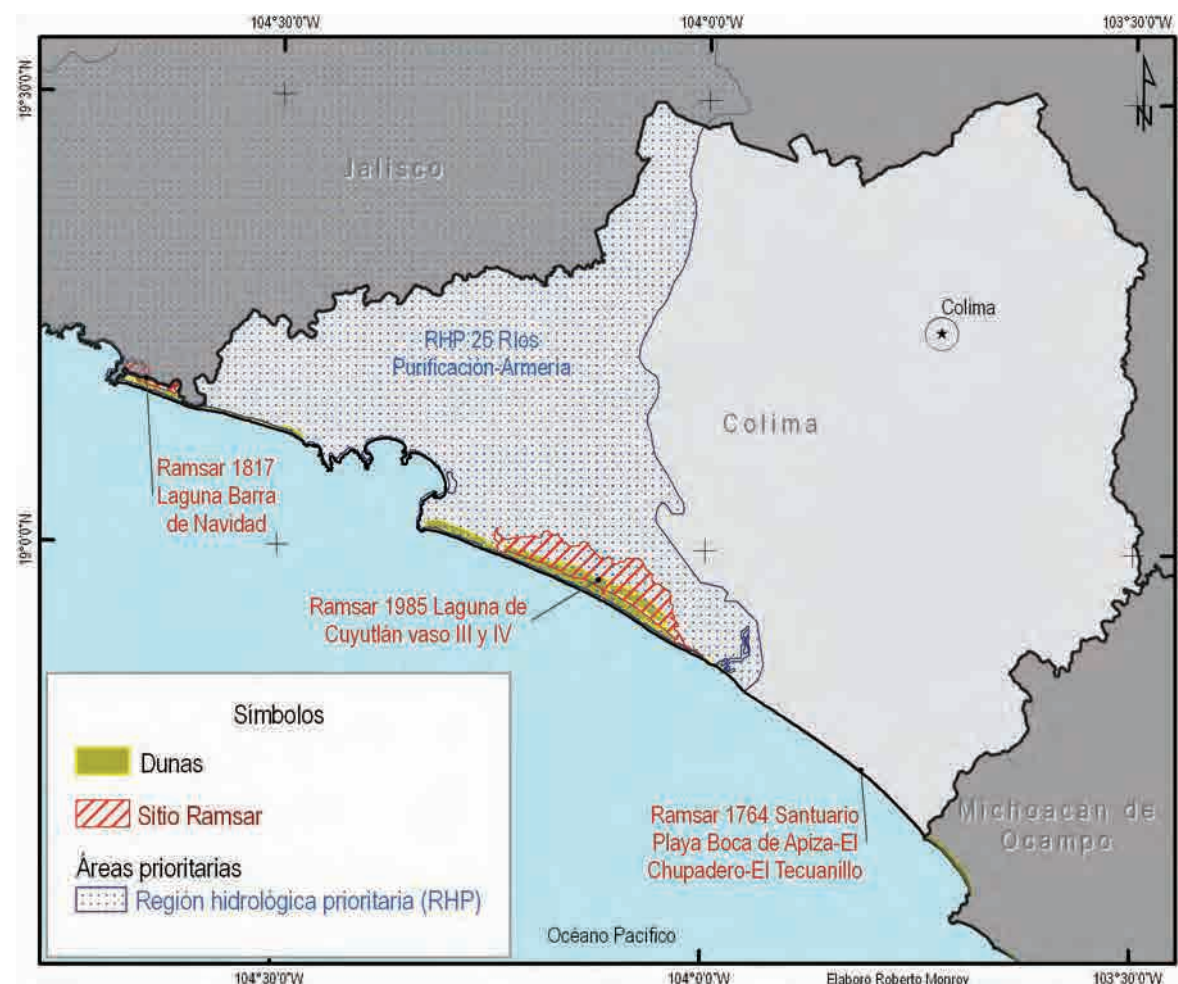 104°30'0"W
104°0'0"W
103°30'0"W
19°30'0"N
N
Jalisco
Colima
RHP 25 Ríos
Purificación-Armería
Colima
Ramsar 1817
Laguna Barra
de Navidad
19°0'0"N
Ramsar 1985 Laguna de
Cuyutlán vaso III y IV
Símbolos
Dunas
Sitio Ramsar
Áreas prioritarias
Región hidrológica prioritaria (RHP)
Ramsar 1764 Santuario
Playa Boca de Apiza-El
Chupadero-El Tecuanillo
Michoacán de
Ocampo
Océano Pacifico
104°30'0"W
104°0'0"W
Elaboró Roberto Monroy
103°30'0"W